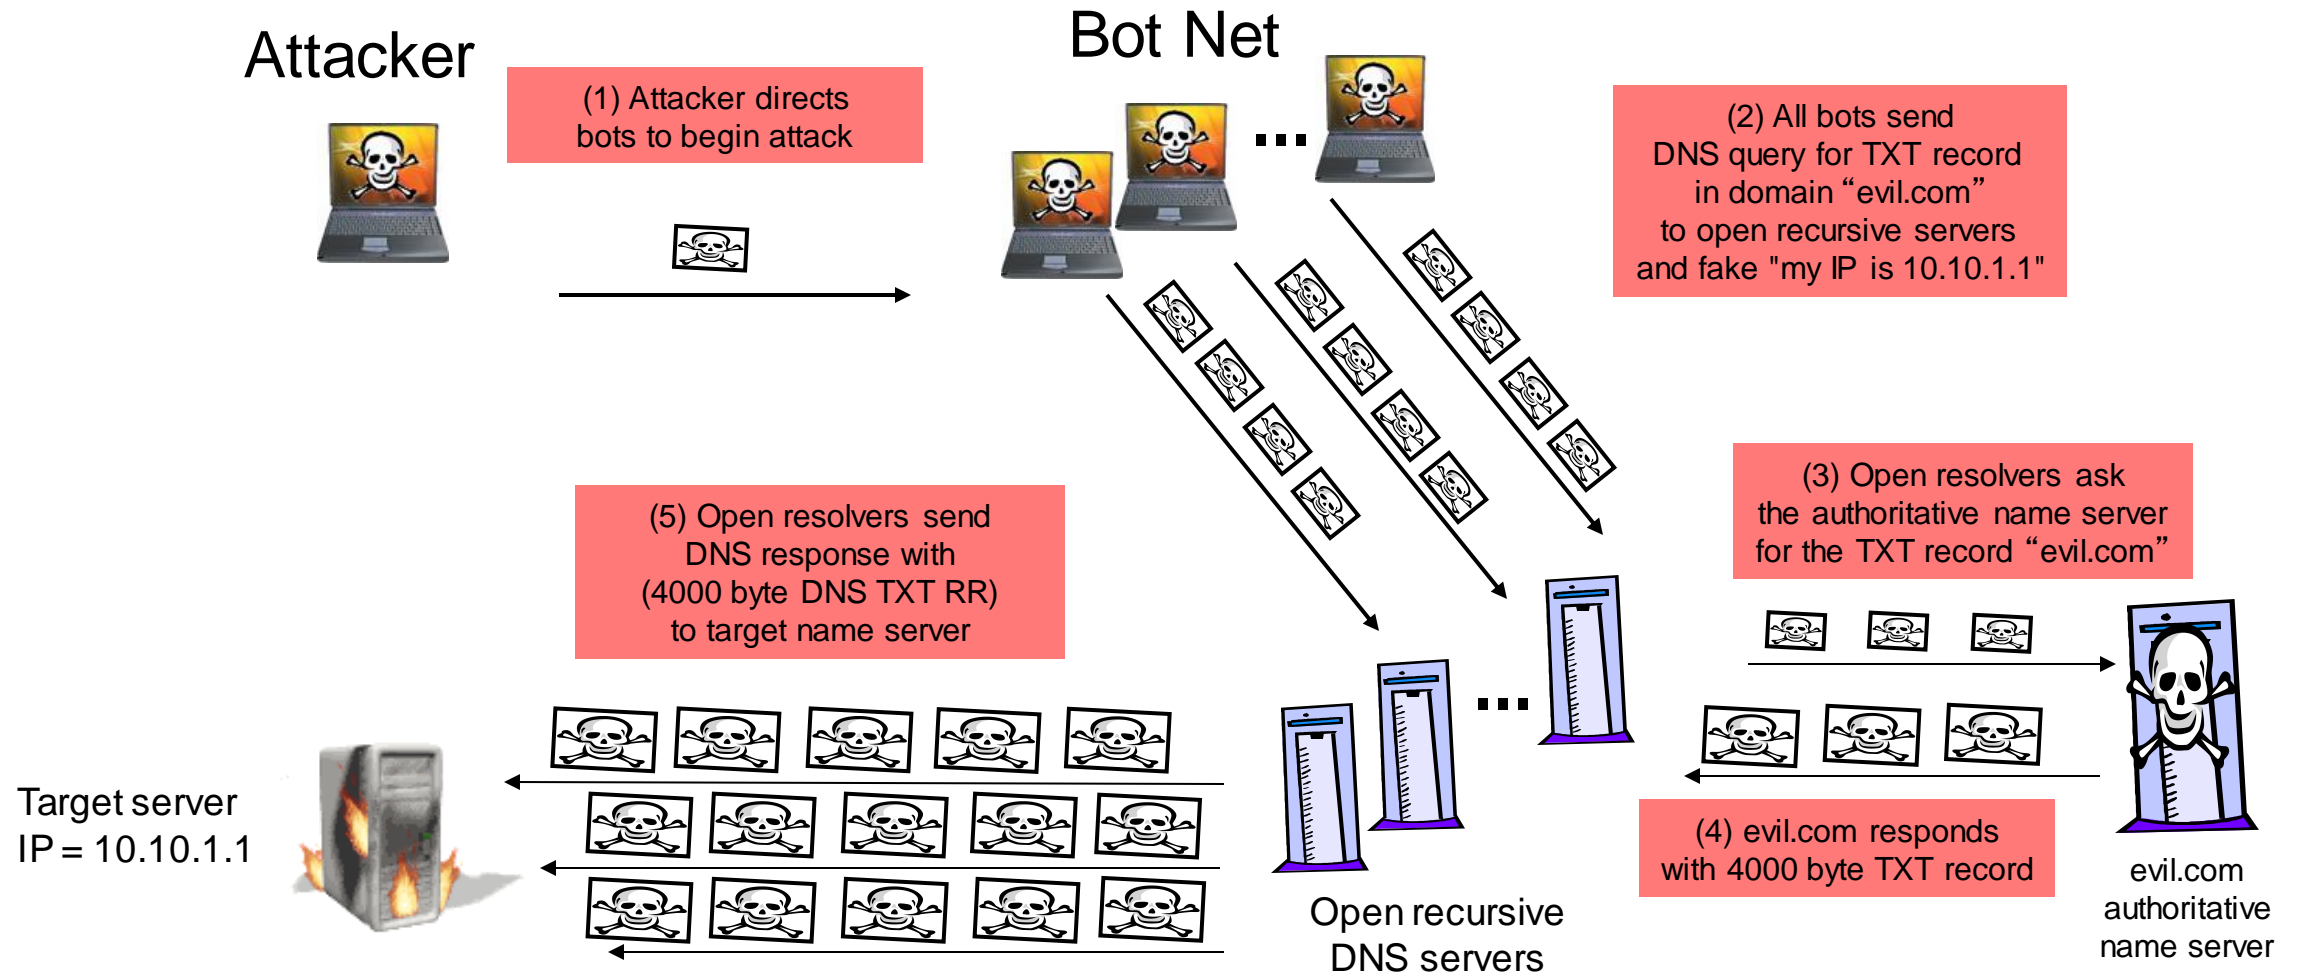 Attacker
Bot Net
(1) Attacker directs
bots to begin attack
(2) All bots send
DNS query for TXT record
in domain “evil.com”
to open recursive servers
and fake "my IP is 10.10.1.1"
(3) Open resolvers ask
the authoritative name server
for the TXT record “evil.com”
(5) Open resolvers send
DNS response with
(4000 byte DNS TXT RR)
to target name server
Target server
IP = 10.10.1.1
(4) evil.com responds
with 4000 byte TXT record
Open recursive
DNS servers
evil.com
authoritative
name server